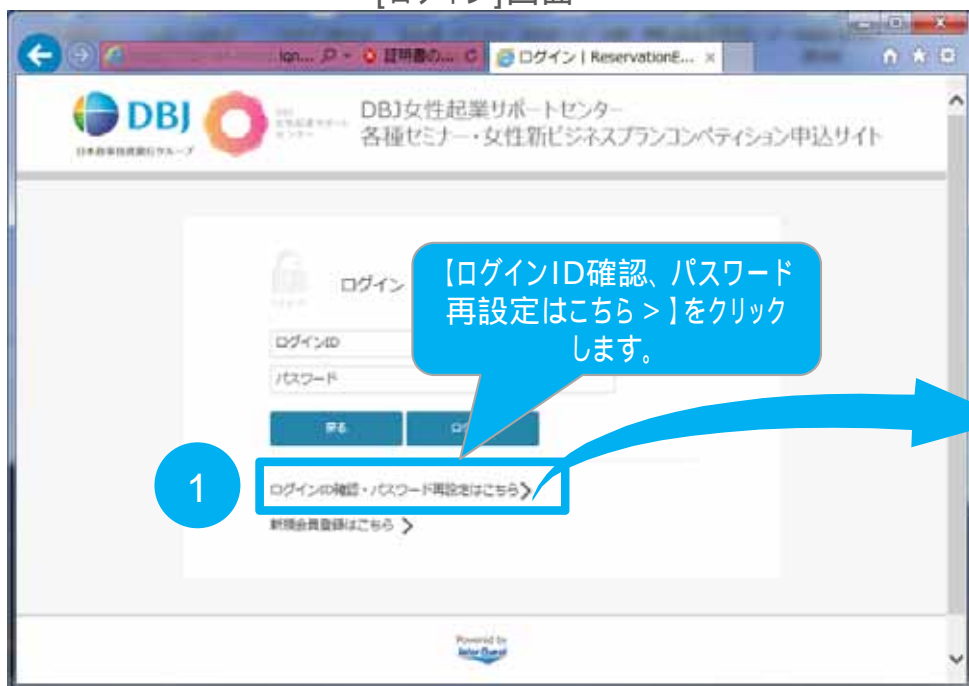 [ログイン]画面
証明書の...
ログイン | ReservationE... ×
DBJ
日本政策投資銀行グループ
DBJ女性起業サポートセンター
各種セミナー・女性新ビジネスプランコンペティション申込サイト
ログイン
【ログインID確認、パスワード
再設定はこちら > 】をクリック
します。
ログインID
パスワード
戻る
1
ログインID確認・パスワード再設定はこちら
新規会員登録はこちら
Powered by